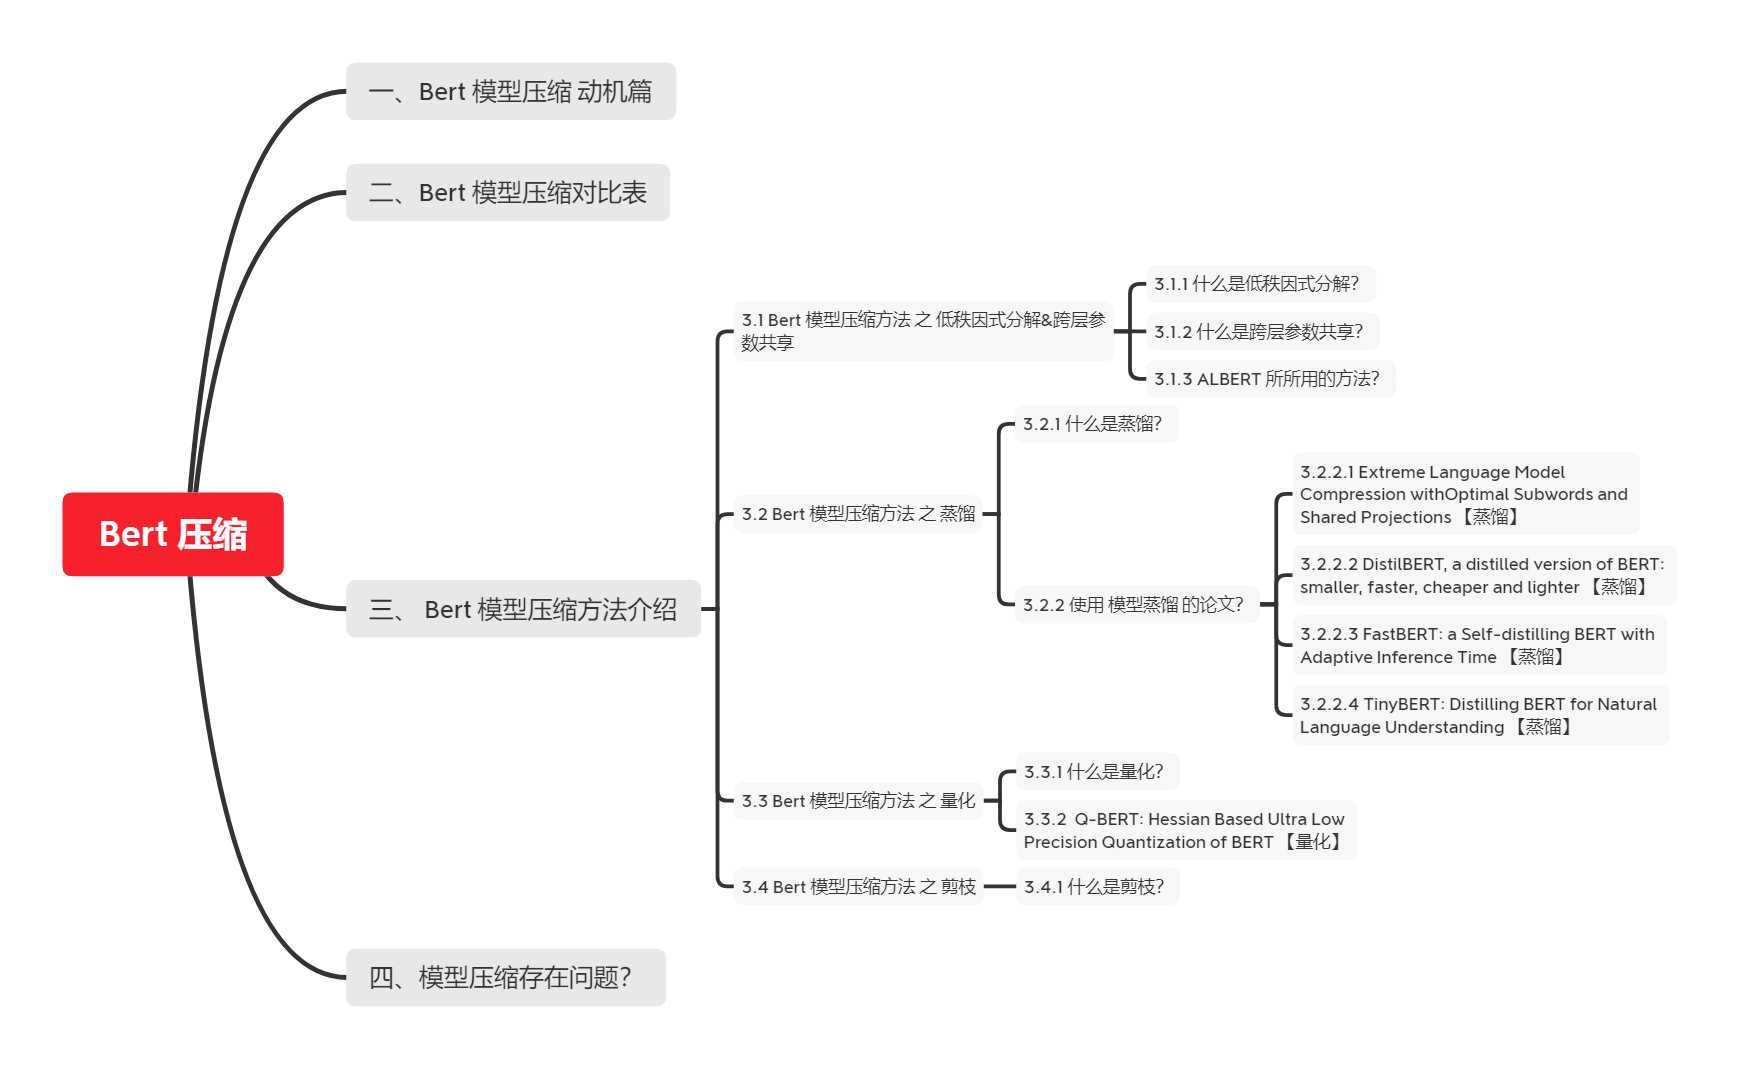 Bert 压缩
一、Bert 模型压缩 动机篇
二、Bert 模型压缩对比表
三、 Bert 模型压缩方法介绍
3.1 Bert 模型压缩方法 之 低秩因式分解&跨层参
数共享
3.1.1 什么是低秩因式分解？
3.1.2 什么是跨层参数共享？
3.1.3 ALBERT 所所用的方法？
3.2 Bert 模型压缩方法 之 蒸馏
3.2.1 什么是蒸馏？
3.2.2 使用 模型蒸馏 的论文？
3.2.2.1 Extreme Language Model
Compression withOptimal Subwords and
Shared Projections 【蒸馏】
3.2.2.2 DistilBERT, a distilled version of BERT:
smaller, faster, cheaper and lighter 【蒸馏】
3.2.2.3 FastBERT: a Self-distilling BERT with
Adaptive Inference Time 【蒸馏】
3.2.2.4 TinyBERT: Distilling BERT for Natural
Language Understanding 【蒸馏】
3.3 Bert 模型压缩方法 之 量化
3.3.1 什么是量化？
3.3.2  Q-BERT: Hessian Based Ultra Low
Precision Quantization of BERT 【量化】
3.4 Bert 模型压缩方法 之 剪枝
3.4.1 什么是剪枝？
四、模型压缩存在问题？